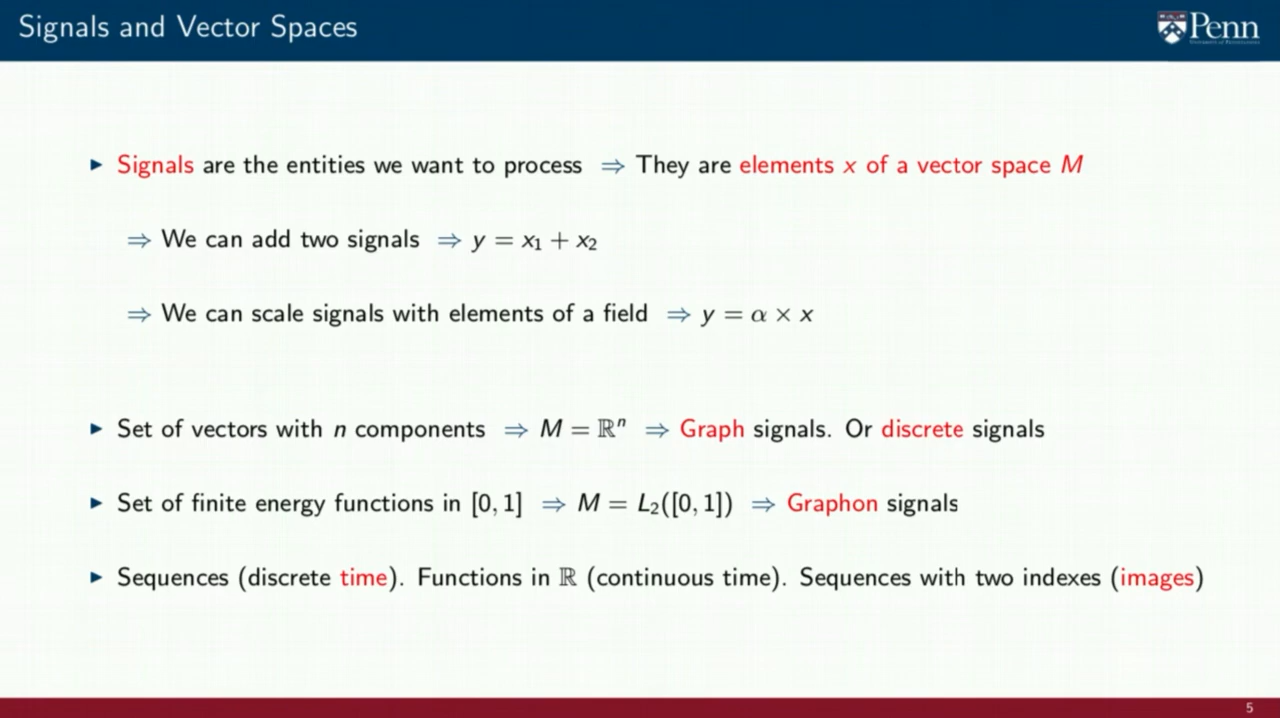 Signals and Vector Spaces
Penn
University of Pennsylvania
▶ Signals are the entities we want to process ⇒ They are elements x of a vector space M
⇒ We can add two signals ⇒ y = x₁ + x₂
⇒ We can scale signals with elements of a field ⇒ y = α × x
▶ Set of vectors with n components ⇒ M = ℝⁿ ⇒ Graph signals. Or discrete signals
▶ Set of finite energy functions in [0, 1] ⇒ M = L₂([0, 1]) ⇒ Graphon signals
▶ Sequences (discrete time). Functions in ℝ (continuous time). Sequences with two indexes (images)
5